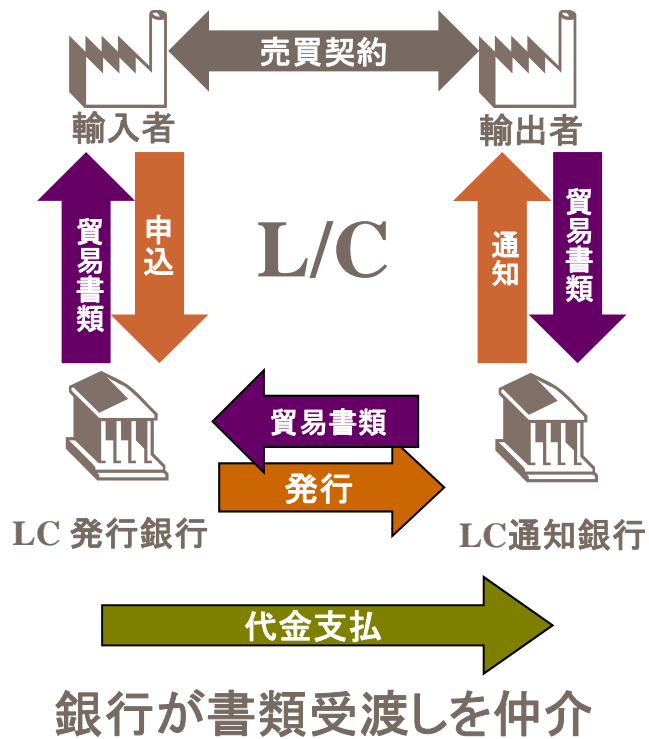 売買契約
輸入者
輸出者
貿易書類
申込
L/C
通知
貿易書類
貿易書類
発行
LC 発行銀行
LC通知銀行
代金支払
銀行が書類受渡しを仲介